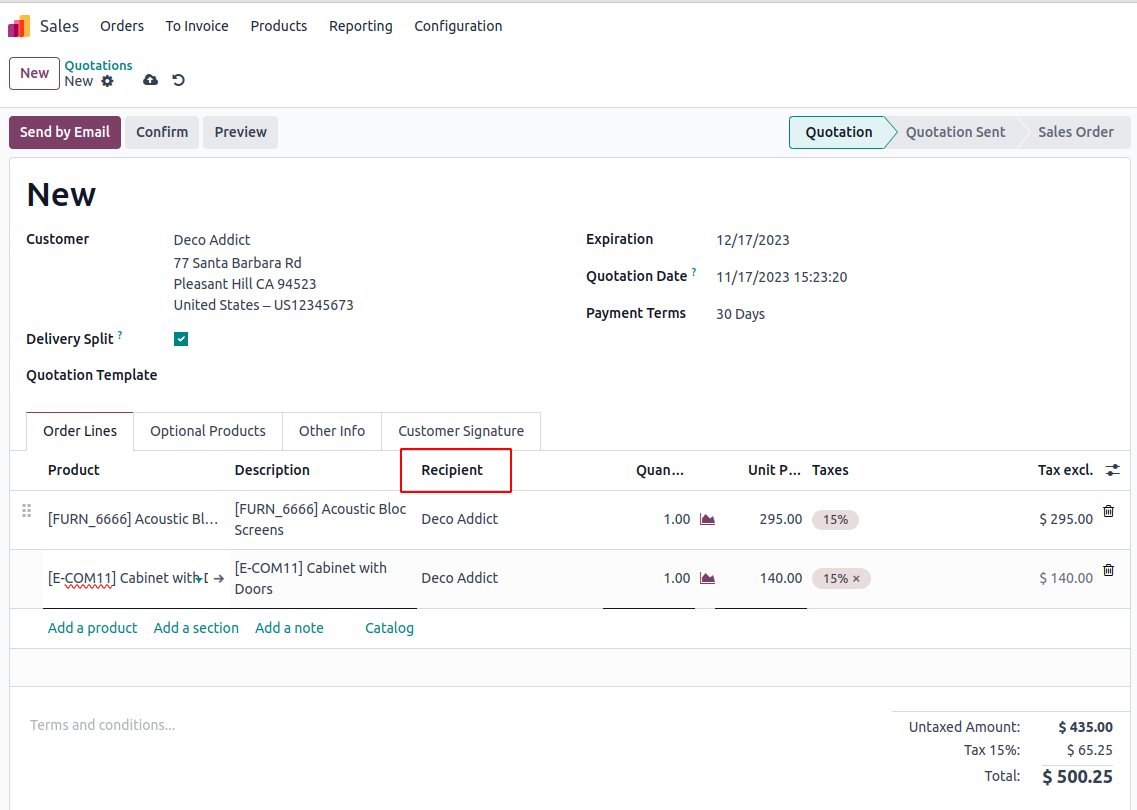 Sales Orders To Invoice Products Reporting Configuration
New Quotations
New
Send by Email Confirm Preview Quotation Quotation Sent Sales Order
New
Customer Deco Addict Expiration 12/17/2023
77 Santa Barbara Rd
Pleasant Hill CA 94523 Quotation Date ? 11/17/2023 15:23:20
United States – US12345673 Payment Terms 30 Days
Delivery Split ?
Quotation Template
Order Lines Optional Products Other Info Customer Signature
Product Description Recipient Quan... Unit P... Taxes Tax excl.
[FURN_6666] Acoustic Bl... [FURN_6666] Acoustic Bloc Deco Addict 1.00 295.00 15% $ 295.00
Screens
[E-COM11] Cabinet with [E-COM11] Cabinet with Deco Addict 1.00 140.00 15% × $ 140.00
Doors
Add a product Add a section Add a note Catalog
Terms and conditions...
Untaxed Amount: $ 435.00
Tax 15%: $ 65.25
Total: $ 500.25